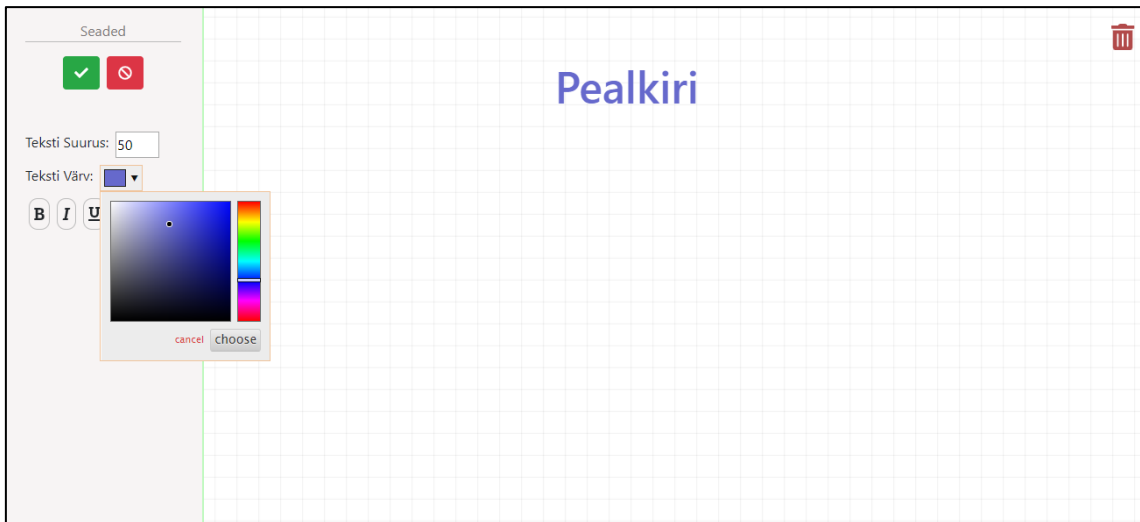 Seaded
Pealkiri
Teksti Suurus: 50
Teksti Värv:
B I U
cancel choose